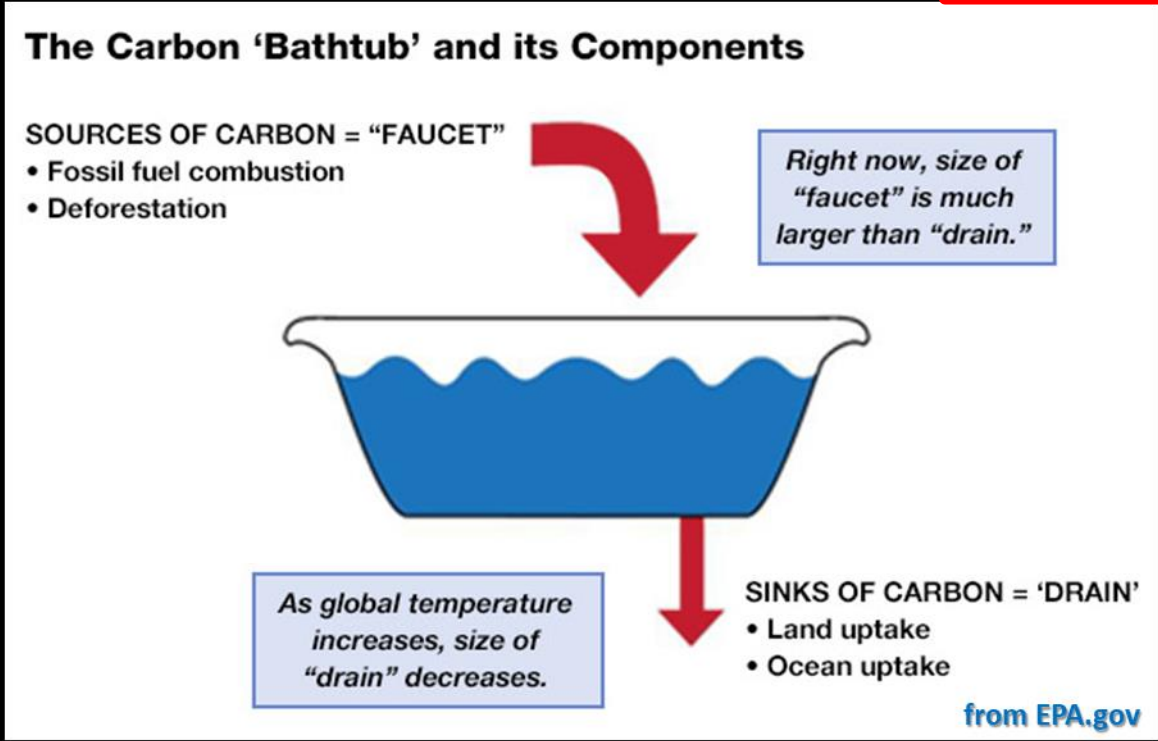 The Carbon ‘Bathtub’ and its Components
SOURCES OF CARBON = “FAUCET”
• Fossil fuel combustion
• Deforestation
Right now, size of
“faucet” is much
larger than “drain.”
As global temperature
increases, size of
“drain” decreases.
SINKS OF CARBON = ‘DRAIN’
• Land uptake
• Ocean uptake
from EPA.gov